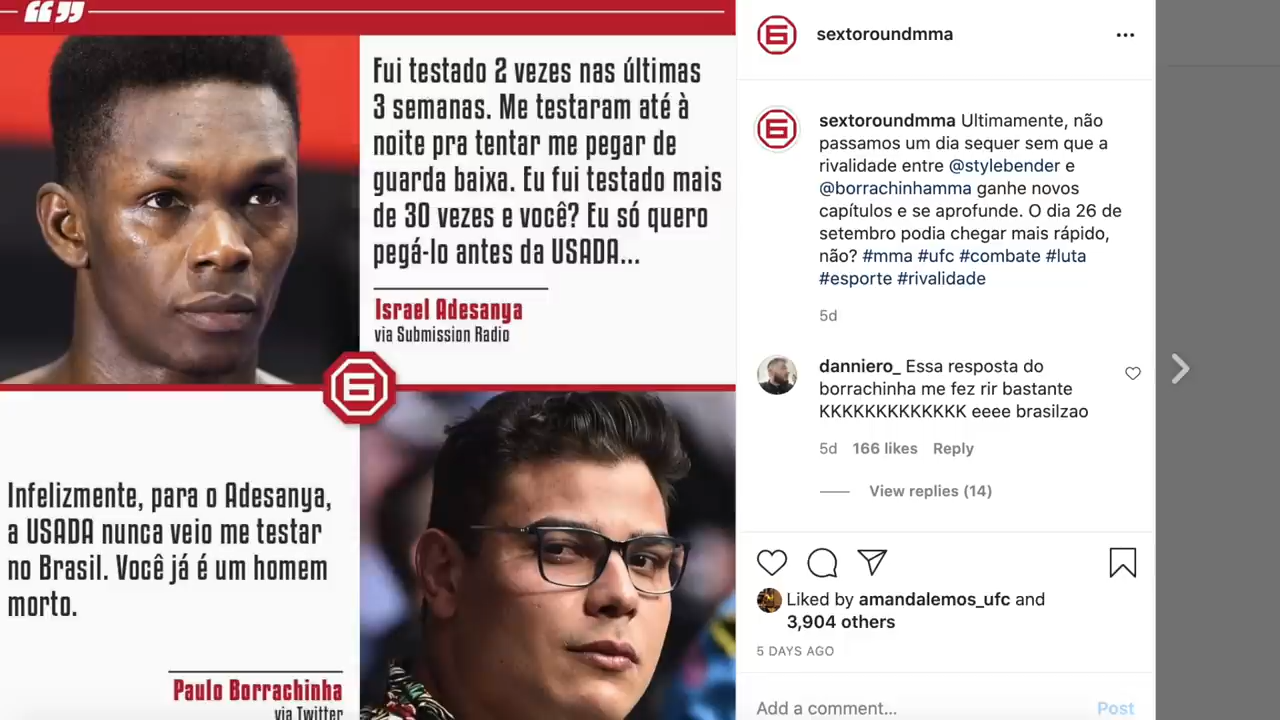 “”
Fui testado 2 vezes nas últimas
3 semanas. Me testaram até à
noite pra tentar me pegar de
guarda baixa. Eu fui testado mais
de 30 vezes e você? Eu só quero
pegá-lo antes da USADA...
Israel Adesanya
via Submission Radio
6
Infelizmente, para o Adesanya,
a USADA nunca veio me testar
no Brasil. Você já é um homem
morto.
Paulo Borrachinha
via Twitter
6
sextoroundmma
6
sextoroundmma Ultimamente, não
passamos um dia sequer sem que a
rivalidade entre @stylebender e
@borrachinhamma ganhe novos
capítulos e se aprofunde. O dia 26 de
setembro podia chegar mais rápido,
não? #mma #ufc #combate #luta
#esporte #rivalidade
5d
danniero_ Essa resposta do
borrachinha me fez rir bastante
KKKKKKKKKKKKK eeee brasilzao
5d 166 likes Reply
View replies (14)
Liked by amandalemos_ufc and
3,904 others
5 DAYS AGO
Add a comment... Post